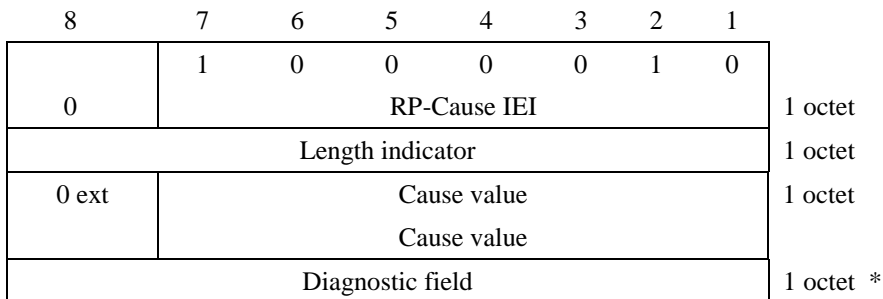 8 7 6 5 4 3 2 1
1 0 0 0 0 1 0
0 RP-Cause IEI 1 octet
Length indicator 1 octet
0 ext Cause value 1 octet
Cause value
Diagnostic field 1 octet *